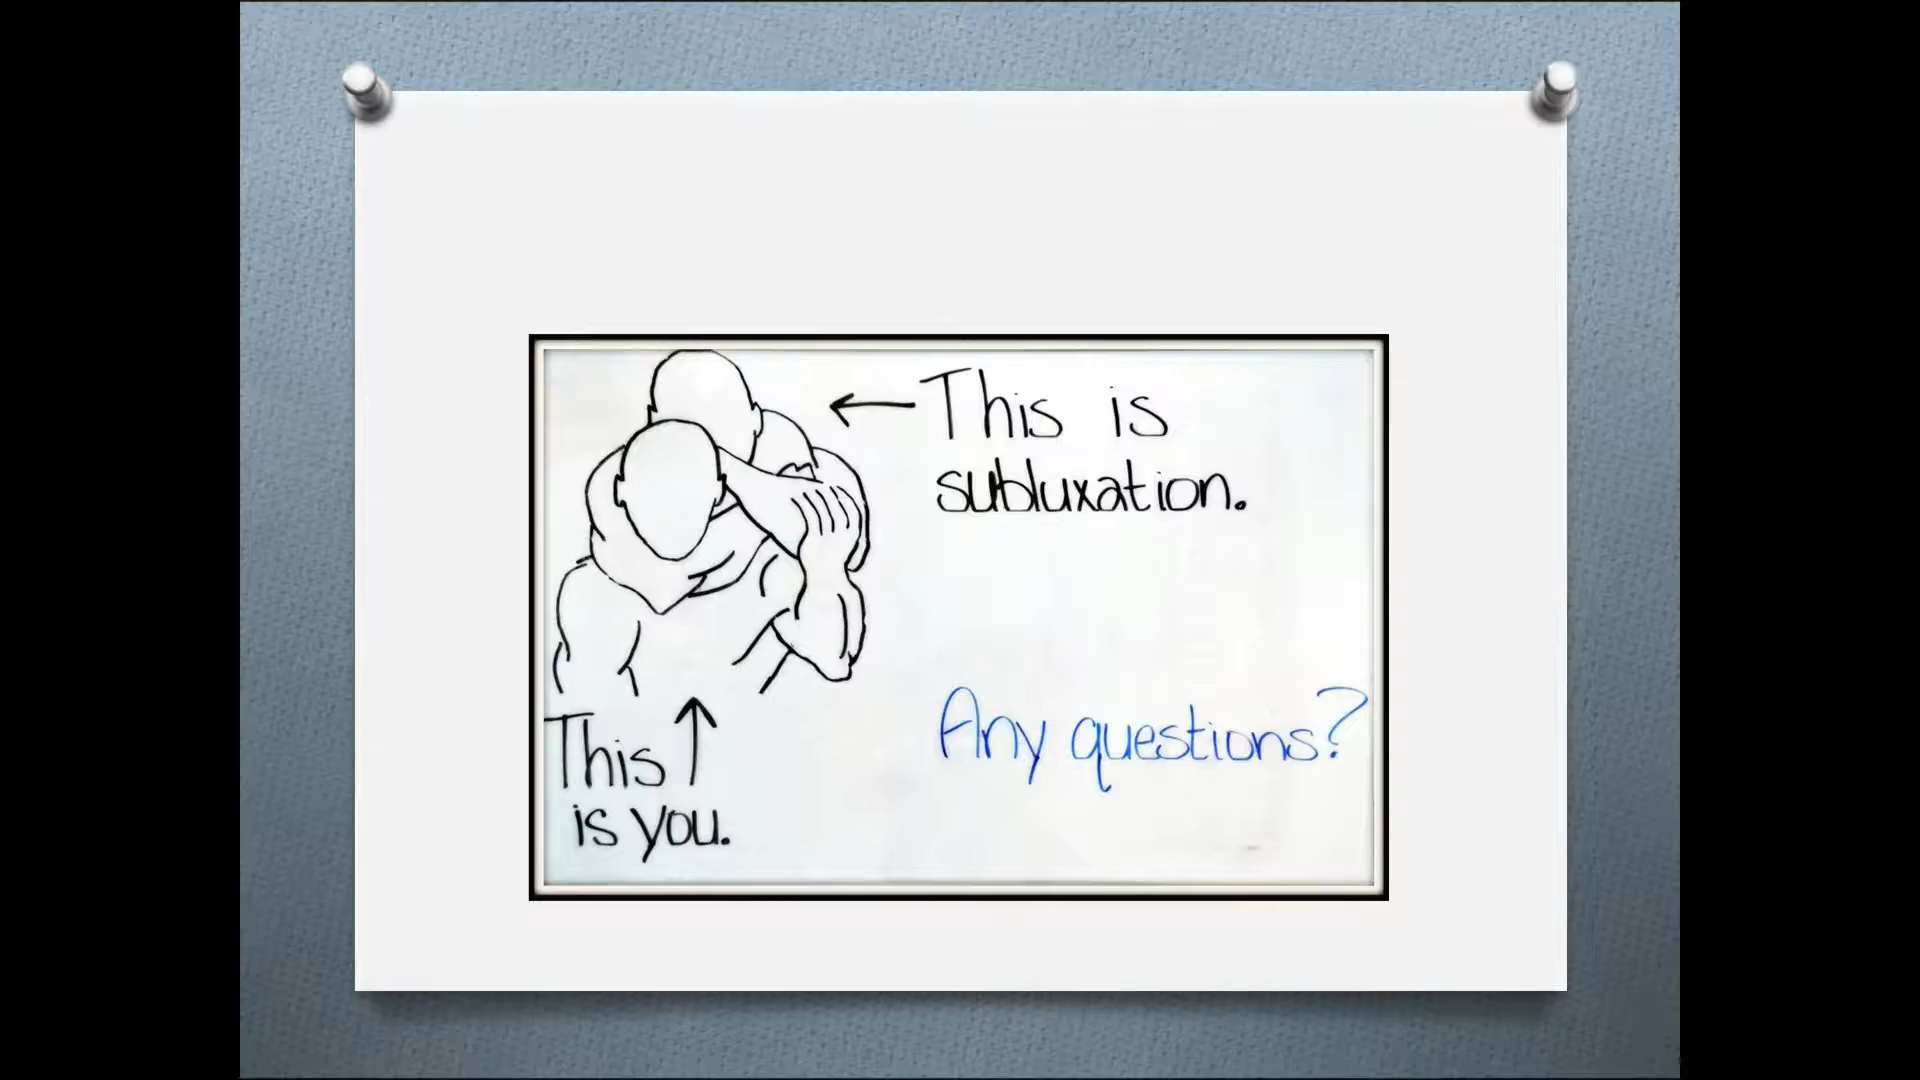 This is
subluxation.
This
is you.
Any questions?